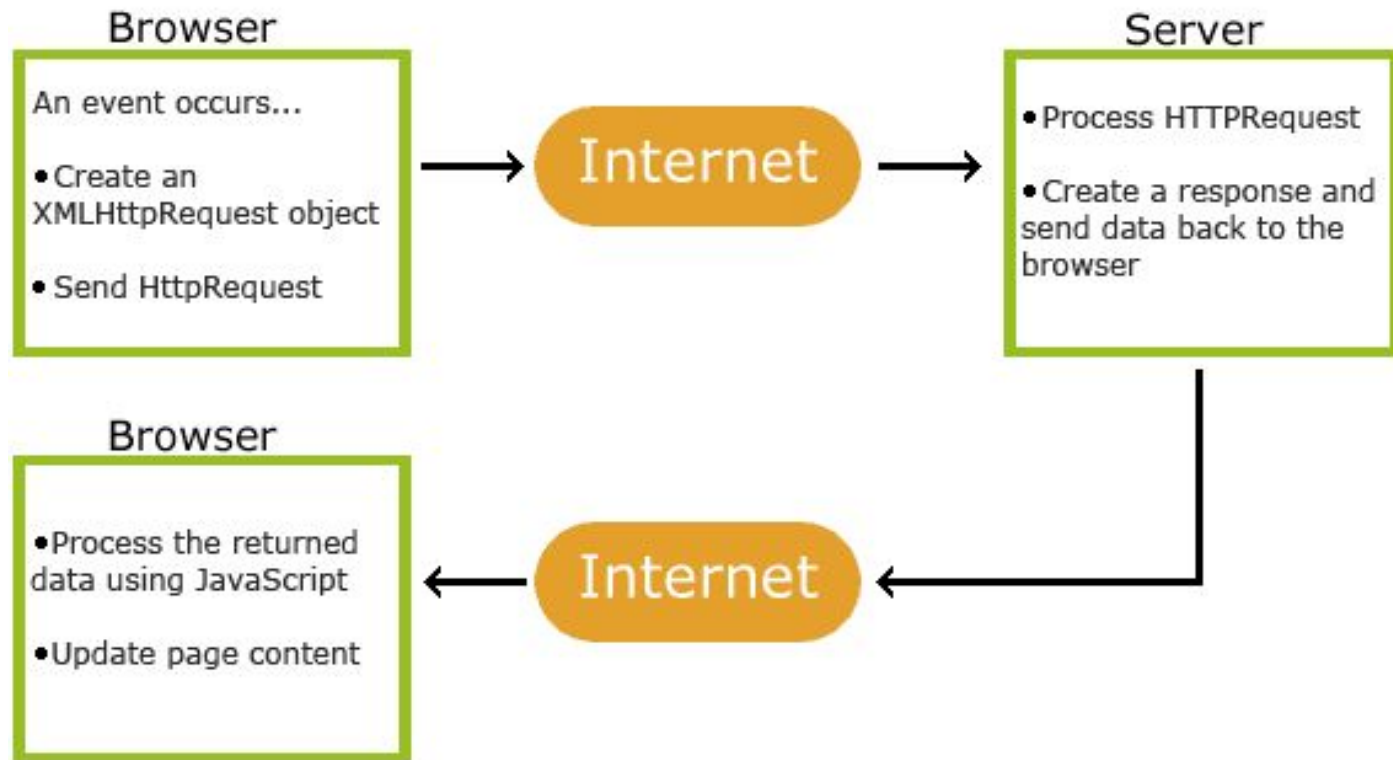 Browser
An event occurs...
•Create an
XMLHttpRequest object
• Send HttpRequest
Internet
Server
•Process HTTPRequest
•Create a response and
send data back to the
browser
Browser
•Process the returned
data using JavaScript
•Update page content
Internet